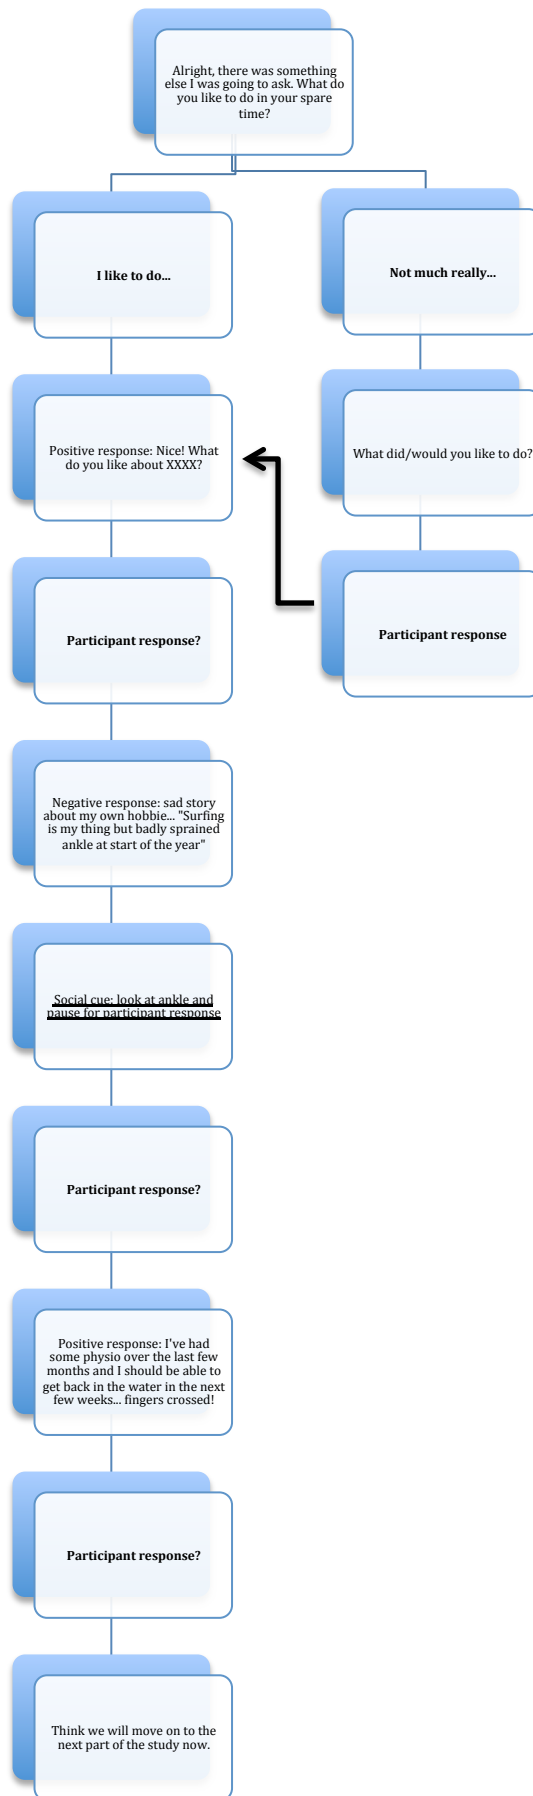 Alright, there was something
else I was going to ask. What do
you like to do in your spare
time?
I like to do...
Not much really...
Positive response: Nice! What
do you like about XXXX?
What did/would you like to do?
Participant response?
Participant response
Negative response: sad story
about my own hobbie... "Surfing
is my thing but badly sprained
ankle at start of the year"
Social cue: look at ankle and
pause for participant response
Participant response?
Positive response: I've had
some physio over the last few
months and I should be able to
get back in the water in the next
few weeks... fingers crossed!
Participant response?
Think we will move on to the
next part of the study now.